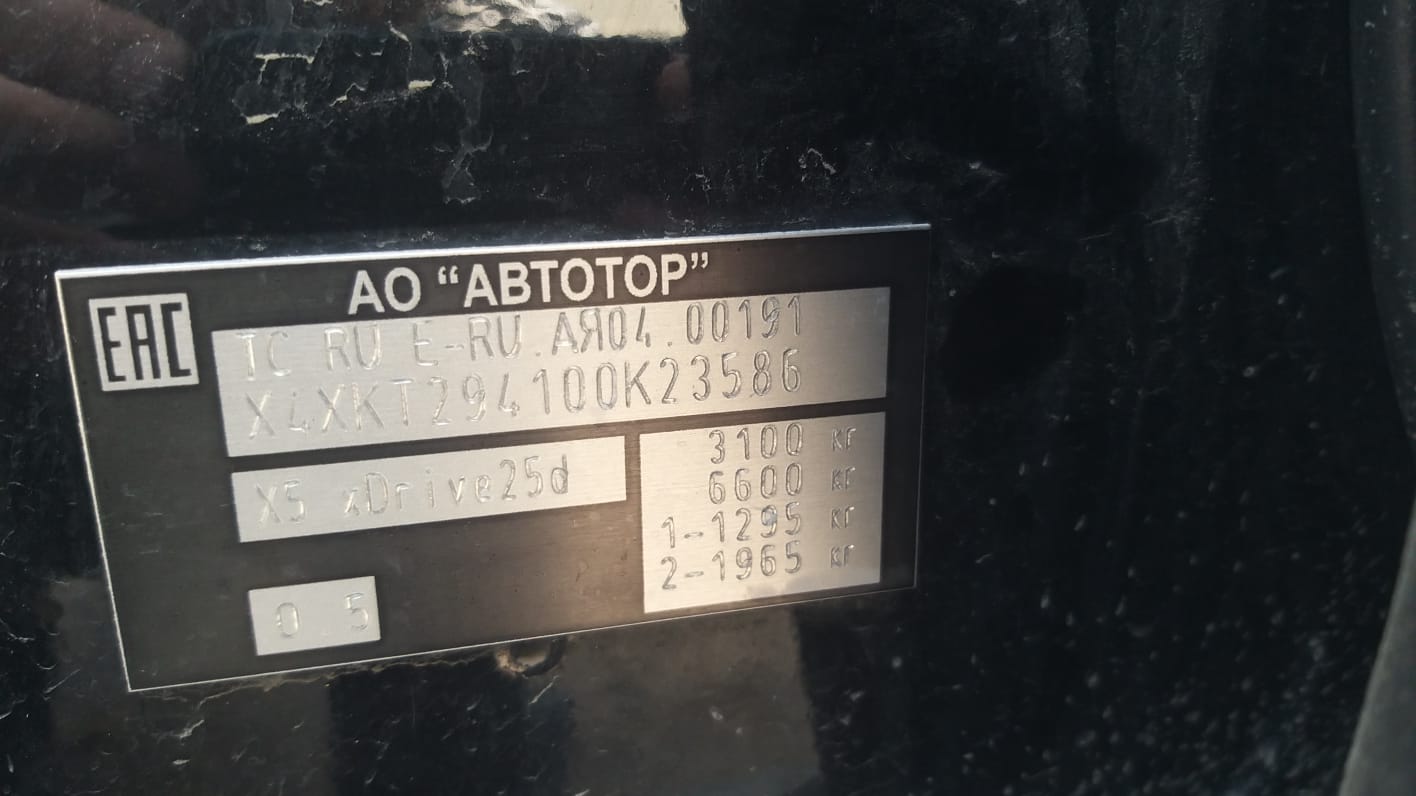 АО “АВТОТОР”
EAC
ТС RU E-RU.АЯ04.00191
X4XKT294100K23586
X5 xDrive25d
3100 кг
6600 кг
1-1295 кг
2-1965 кг
0 5